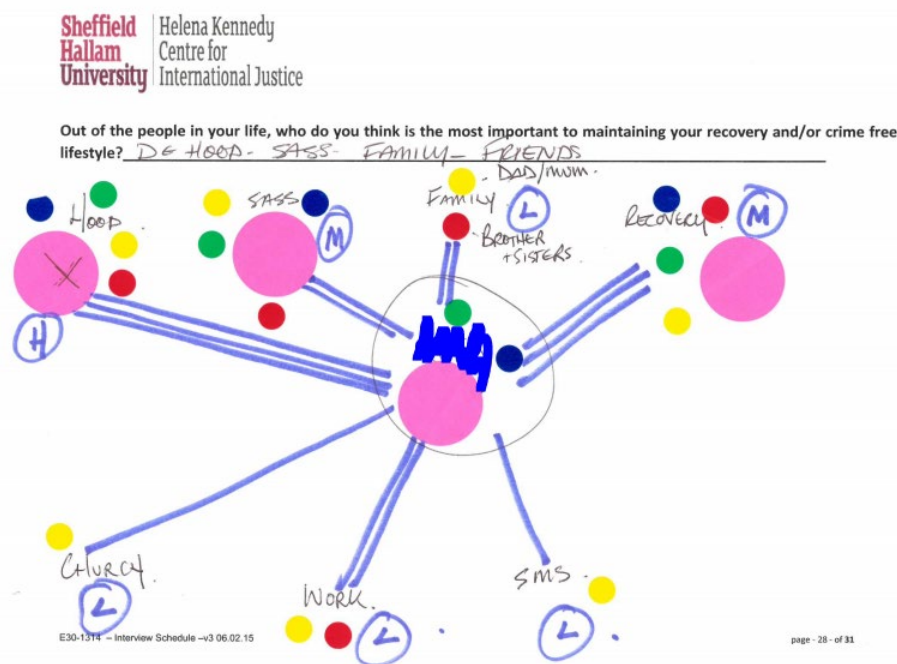 Sheffield
Hallam
University
Helena Kennedy
Centre for
International Justice
Out of the people in your life, who do you think is the most important to maintaining your recovery and/or crime free
lifestyle? DE HOOD - SASS - FAMILY - FRIENDS
HOOD
H
SASS
M
FAMILY
DAD/MUM.
L
BROTHER
+SISTERS.
RECOVERY
M
CHURCH
L
WORK.
L
SMS.
L
E30-1314 – Interview Schedule –v3 06.02.15
page - 28 - of 31